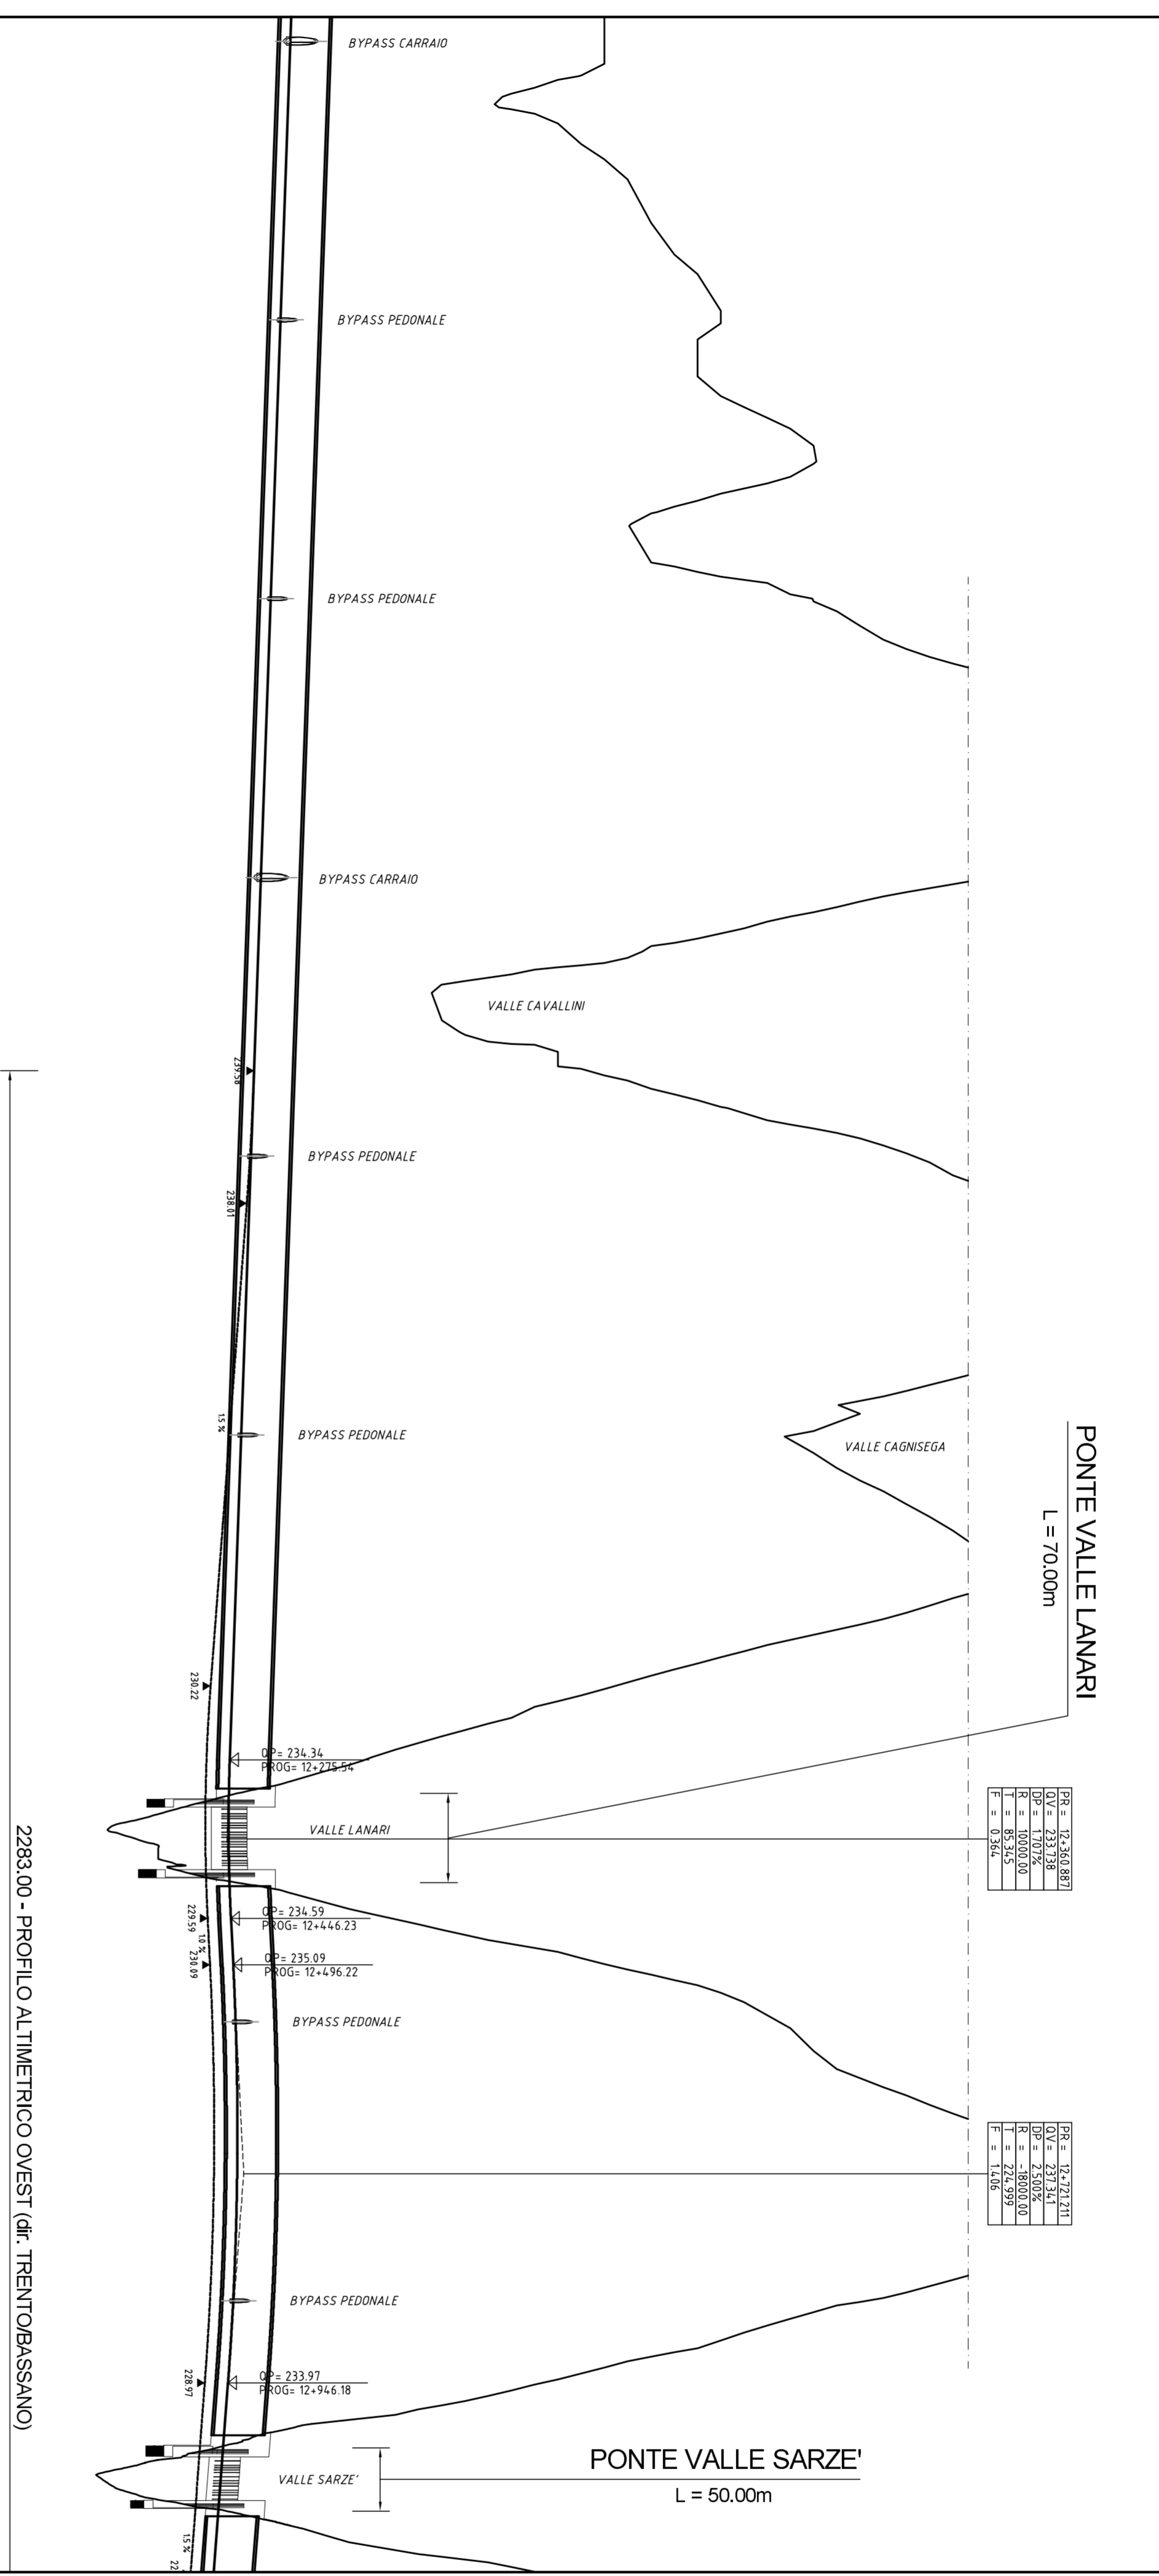 BYPASS CARRAIO
BYPASS PEDONALE
BYPASS PEDONALE
BYPASS CARRAIO
VALLE CAVALLINI
239.58
BYPASS PEDONALE
238.01
1.5 %
BYPASS PEDONALE
VALLE CAGNISEGA
PONTE VALLE LANARI
L = 70.00m
230.22
QP= 234.34
PROG= 12+275.54
VALLE LANARI
PR = 12+360.887
QV = 233.738
DP = 1.707%
R = 10000.00
T = 85.345
F = 0.364
229.59
QP= 234.59
PROG= 12+446.23
1.0 %
230.09
QP= 235.09
PROG= 12+496.22
BYPASS PEDONALE
PR = 12+721.211
QV = 237.341
DP = 2.500%
R = -18000.00
T = 224.999
F = 1.406
BYPASS PEDONALE
228.97
QP= 233.97
PROG= 12+946.18
PONTE VALLE SARZE'
L = 50.00m
VALLE SARZE'
1.5 %
22
2283.00 - PROFILO ALTIMETRICO OVEST (dir. TRENTO/BASSANO)